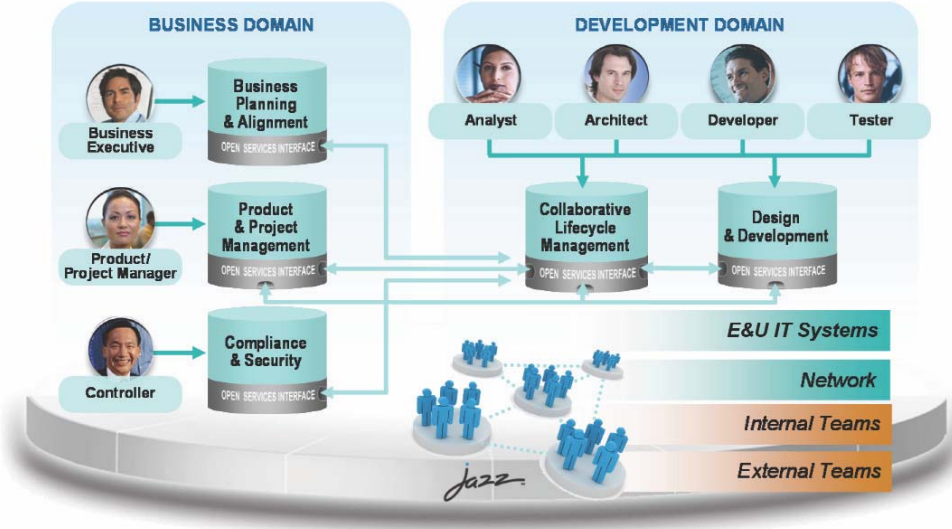 BUSINESS DOMAIN
Business
Executive
Business
Planning
& Alignment
OPEN SERVICES INTERFACE
Product/
Project Manager
Product
& Project
Management
OPEN SERVICES INTERFACE
Controller
Compliance
& Security
OPEN SERVICES INTERFACE
DEVELOPMENT DOMAIN
Analyst
Architect
Developer
Tester
Collaborative
Lifecycle
Management
OPEN SERVICES INTERFACE
Design
& Development
OPEN SERVICES INTERFACE
E&U IT Systems
Network
Internal Teams
External Teams
jazz™